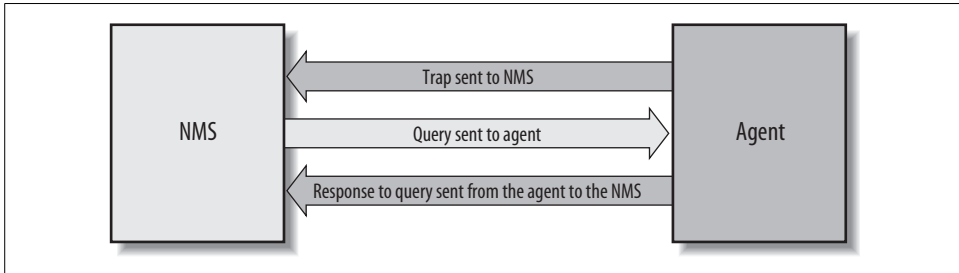 Trap sent to NMS
NMS
Query sent to agent
Agent
Response to query sent from the agent to the NMS